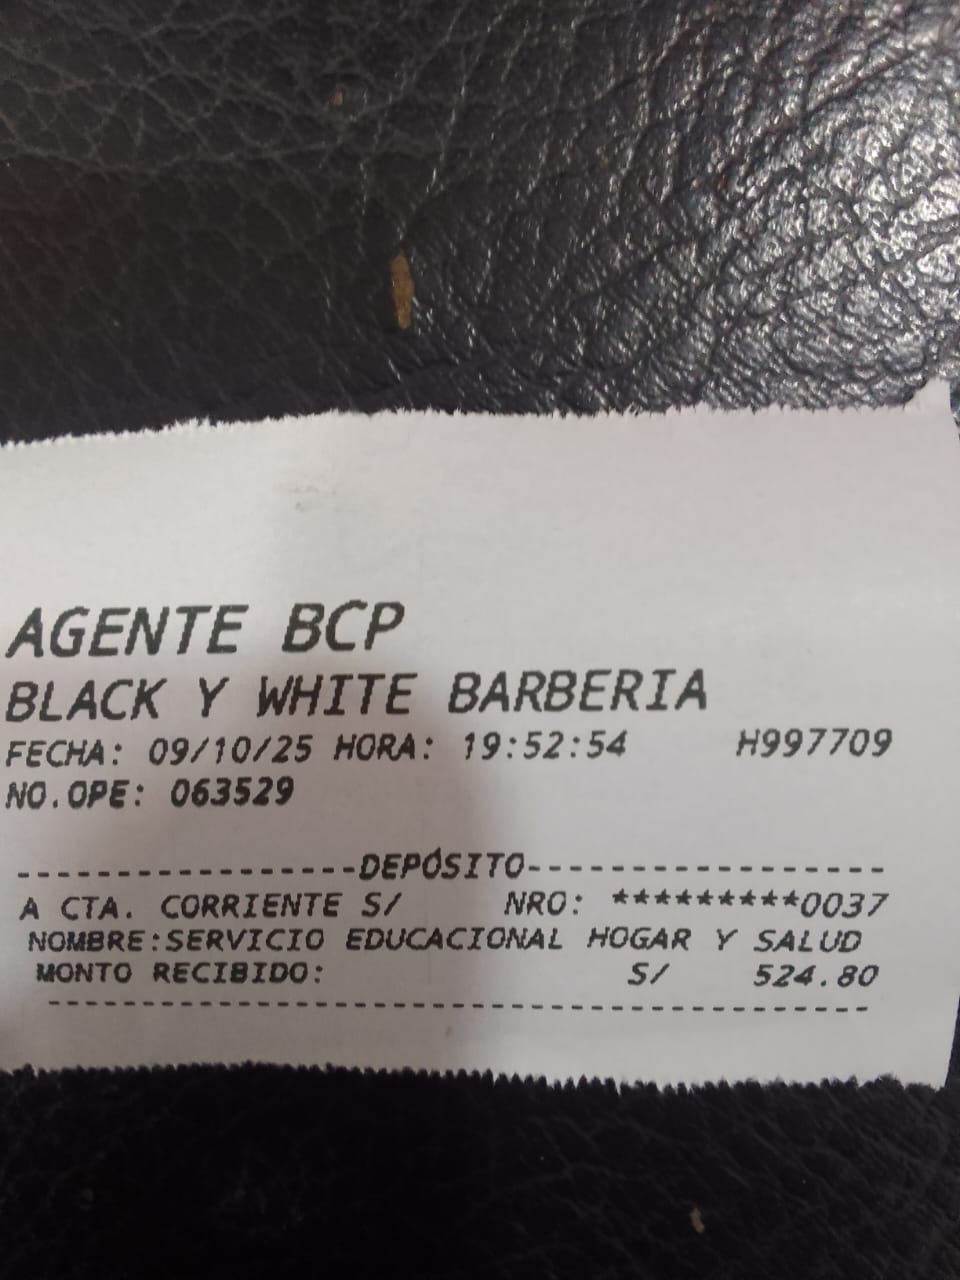 AGENTE BCP
BLACK Y WHITE BARBERIA
FECHA: 09/10/25 HORA: 19:52:54 H997709
NO.OPE: 063529
------------------DEPÓSITO-------------------
A CTA. CORRIENTE S/ NRO: *********0037
NOMBRE:SERVICIO EDUCACIONAL HOGAR Y SALUD
MONTO RECIBIDO: S/ 524.80
---------------------------------------------